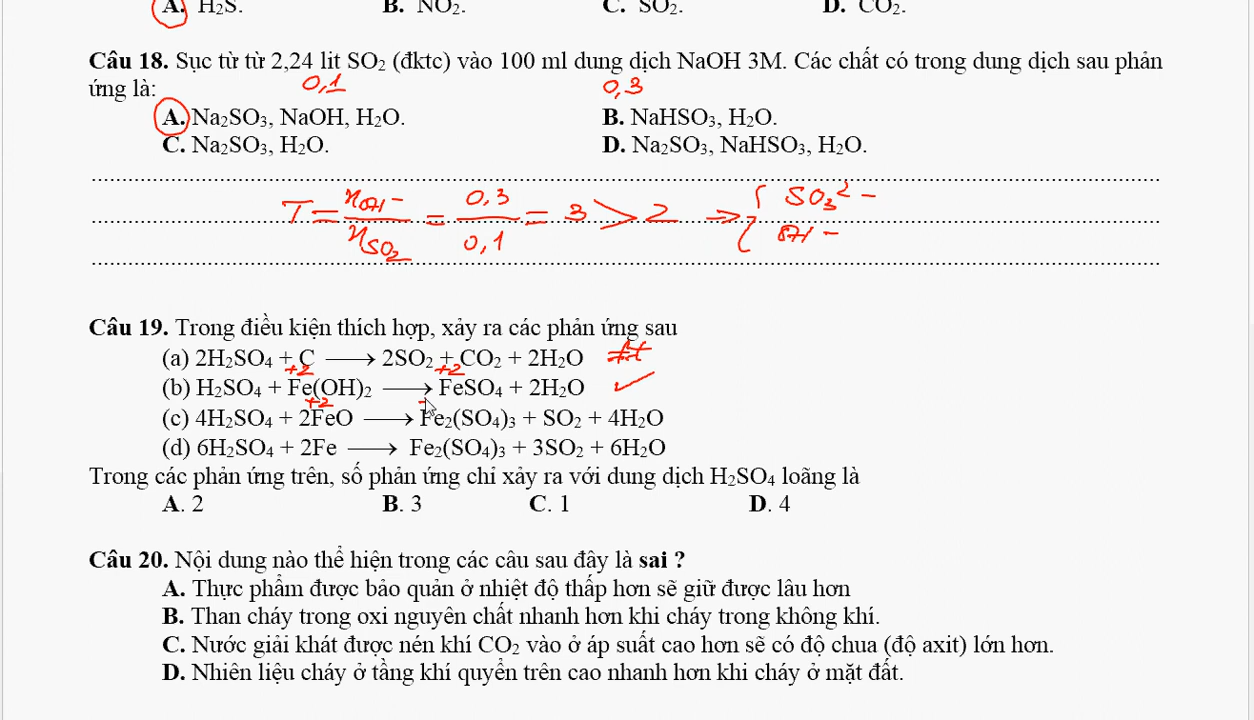 A. H₂S. B. NO₂. C. SO₂. D. CO₂.
Câu 18. Sục từ từ 2,24 lit SO₂ (đktc) vào 100 ml dung dịch NaOH 3M. Các chất có trong dung dịch sau phản
ứng là:
0,1 0,3
A. Na₂SO₃, NaOH, H₂O. B. NaHSO₃, H₂O.
C. Na₂SO₃, H₂O. D. Na₂SO₃, NaHSO₃, H₂O.
T = nOH⁻ / nSO₂ = 0,3 / 0,1 = 3 > 2 ⇒ { SO₃²⁻
OH⁻
Câu 19. Trong điều kiện thích hợp, xảy ra các phản ứng sau
(a) 2H₂SO₄ + C ⟶ 2SO₂ + CO₂ + 2H₂O
+2 +2
(b) H₂SO₄ + Fe(OH)₂ ⟶ FeSO₄ + 2H₂O ✓
+2
(c) 4H₂SO₄ + 2FeO ⟶ Fe₂(SO₄)₃ + SO₂ + 4H₂O
(d) 6H₂SO₄ + 2Fe ⟶ Fe₂(SO₄)₃ + 3SO₂ + 6H₂O
Trong các phản ứng trên, số phản ứng chỉ xảy ra với dung dịch H₂SO₄ loãng là
A. 2 B. 3 C. 1 D. 4
Câu 20. Nội dung nào thể hiện trong các câu sau đây là sai ?
A. Thực phẩm được bảo quản ở nhiệt độ thấp hơn sẽ giữ được lâu hơn
B. Than cháy trong oxi nguyên chất nhanh hơn khi cháy trong không khí.
C. Nước giải khát được nén khí CO₂ vào ở áp suất cao hơn sẽ có độ chua (độ axit) lớn hơn.
D. Nhiên liệu cháy ở tầng khí quyển trên cao nhanh hơn khi cháy ở mặt đất.